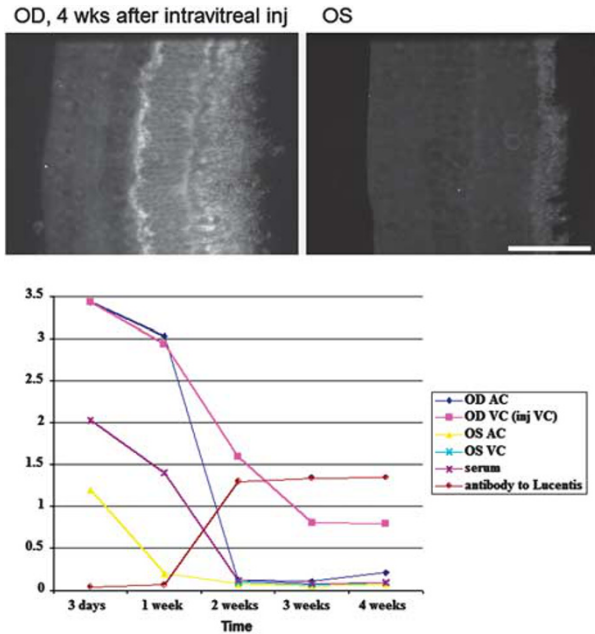 OD, 4 wks after intravitreal inj
OS
3.5
3
2.5
2
1.5
1
0.5
0
3 days 1 week 2 weeks 3 weeks 4 weeks
Time
OD AC
OD VC (inj VC)
OS AC
OS VC
serum
antibody to Lucentis